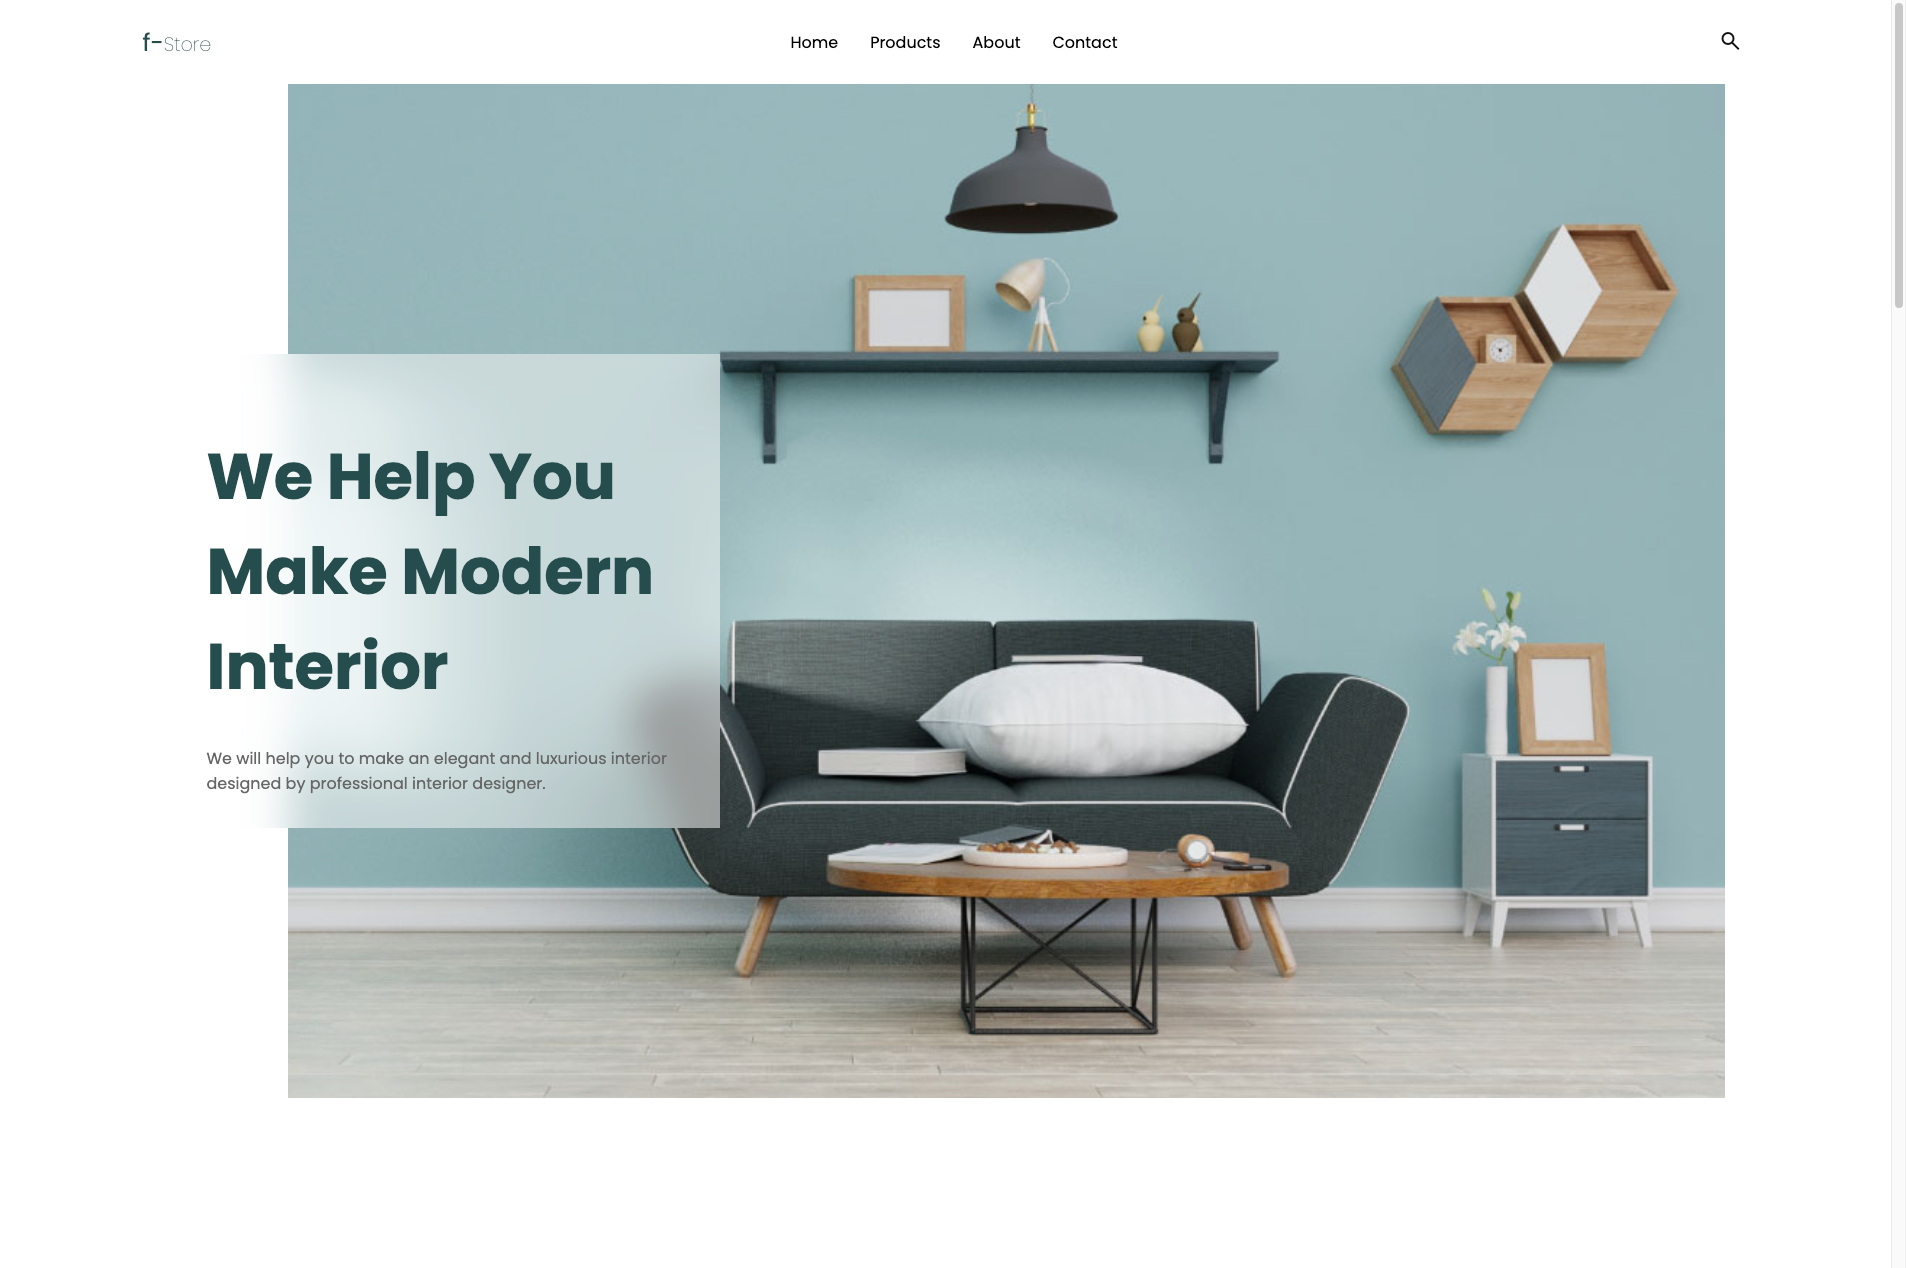 f-Store
Home
Products
About
Contact
We Help You
Make Modern
Interior
We will help you to make an elegant and luxurious interior
designed by professional interior designer.